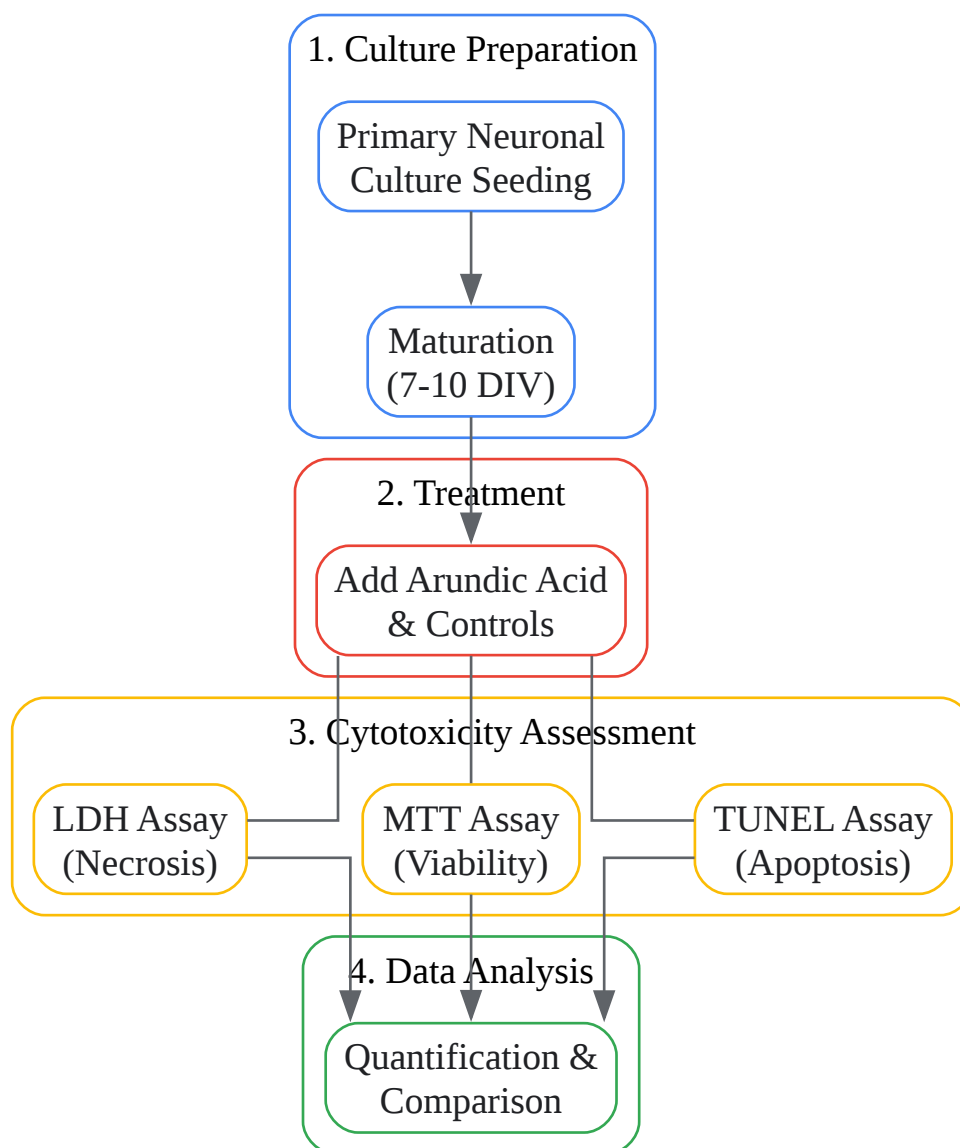 1. Culture Preparation
Primary Neuronal
Culture Seeding
Maturation
(7-10 DIV)
2. Treatment
Add Arundic Acid
& Controls
3. Cytotoxicity Assessment
LDH Assay
(Necrosis)
MTT Assay
(Viability)
TUNEL Assay
(Apoptosis)
4. Data Analysis
Quantification &
Comparison